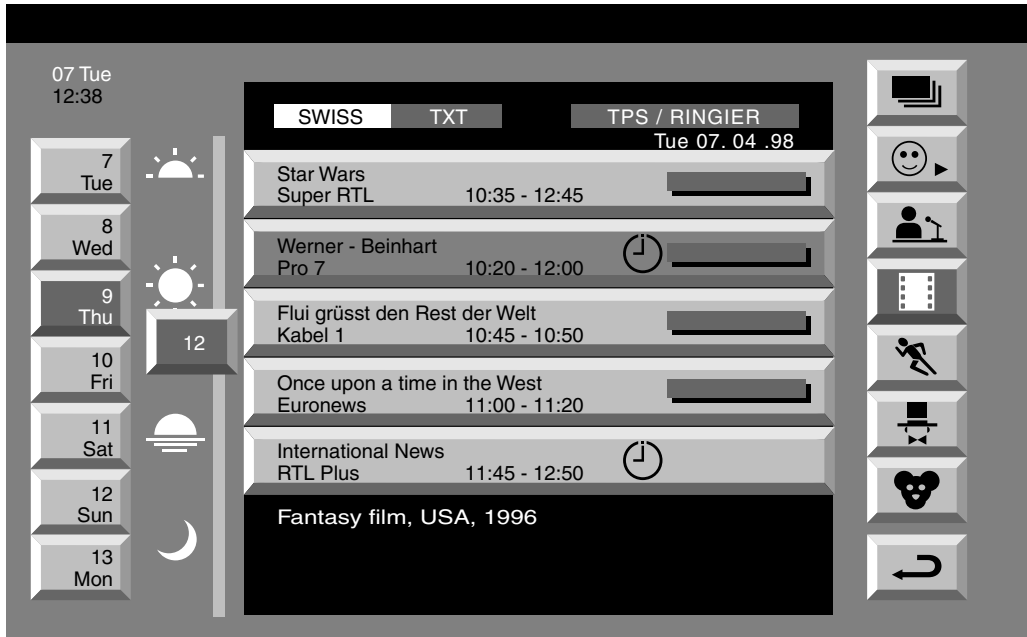 07 Tue
12:38
SWISS TXT TPS / RINGIER
Tue 07. 04 .98
7
Tue
8
Wed
9
Thu
10
Fri
11
Sat
12
Sun
13
Mon
12
Star Wars
Super RTL 10:35 - 12:45
Werner - Beinhart
Pro 7 10:20 - 12:00
Flui grüsst den Rest der Welt
Kabel 1 10:45 - 10:50
Once upon a time in the West
Euronews 11:00 - 11:20
International News
RTL Plus 11:45 - 12:50
Fantasy film, USA, 1996